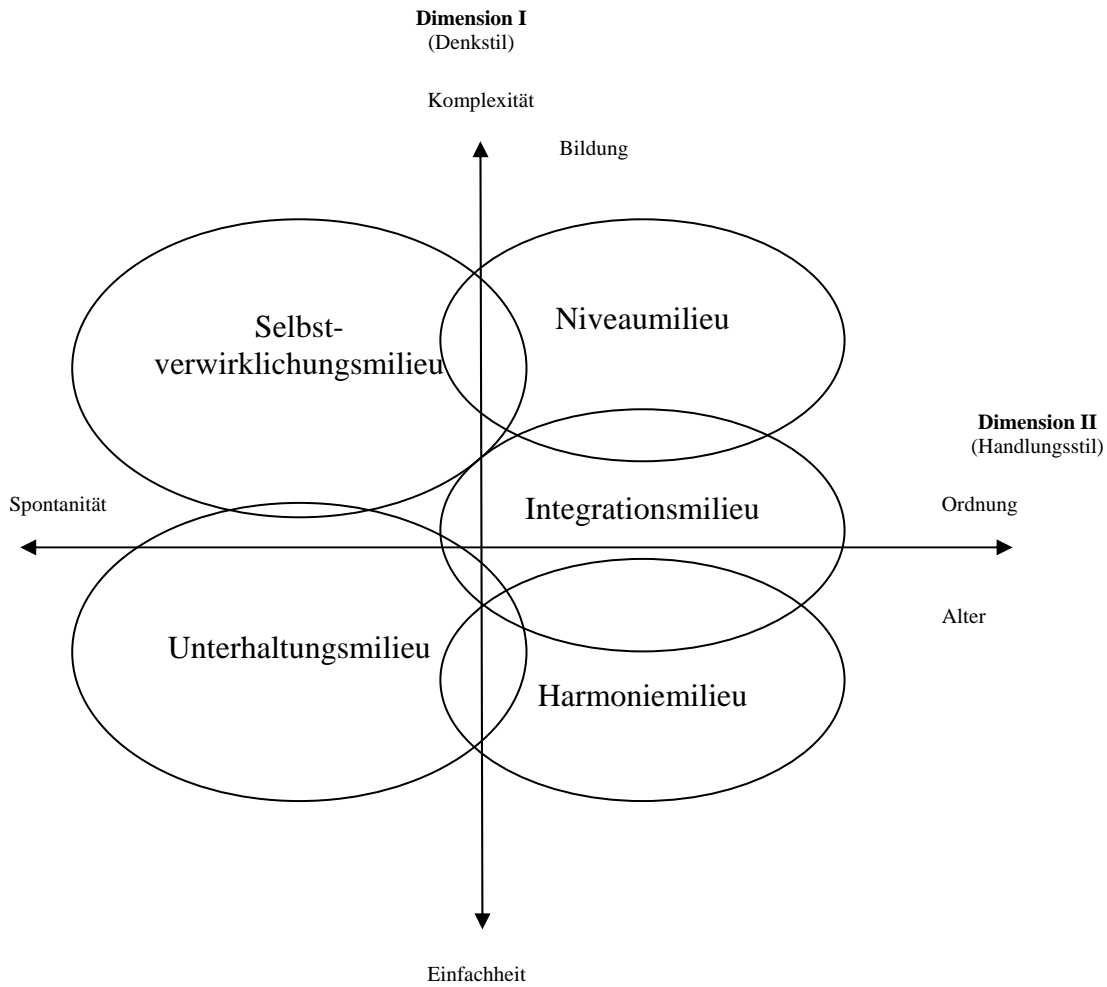 Dimension I
(Denkstil)
Komplexität
Bildung
Selbst-
verwirklichungsmilieu
Niveaumilieu
Dimension II
(Handlungsstil)
Spontanität
Integrationsmilieu
Ordnung
Alter
Unterhaltungsmilieu
Harmoniemilieu
Einfachheit